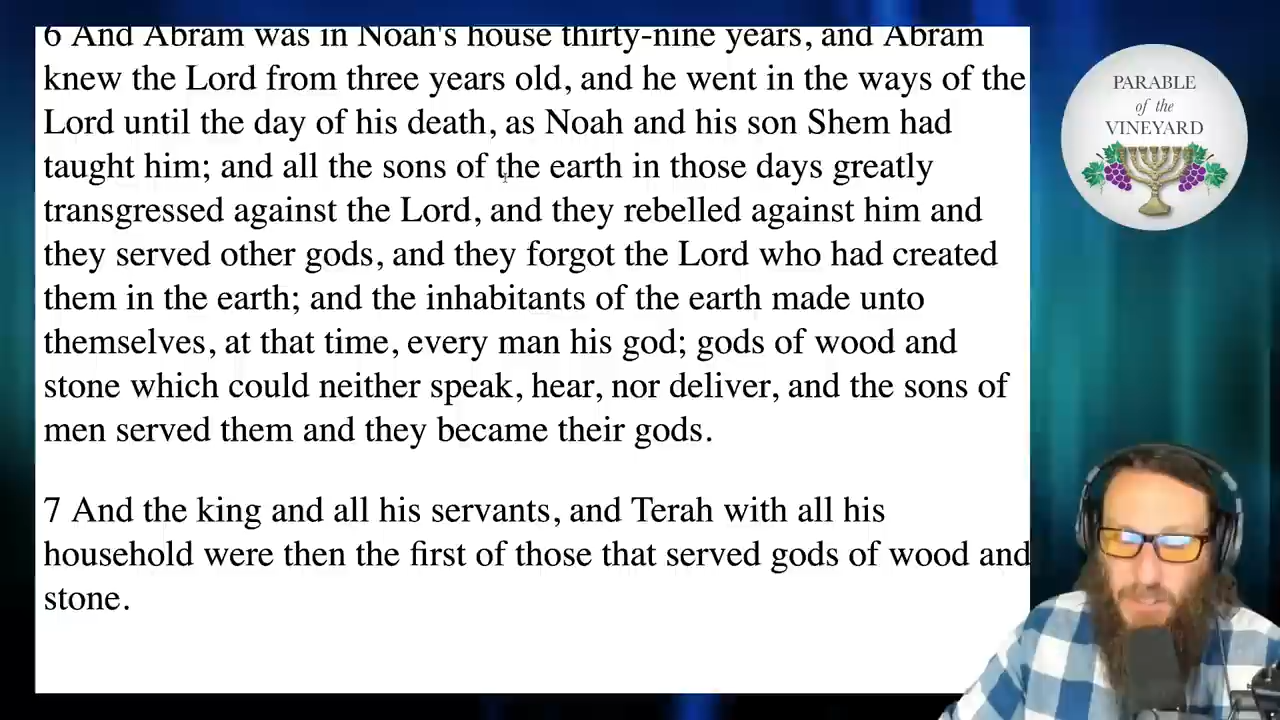 6 And Abram was in Noah's house thirty-nine years, and Abram
knew the Lord from three years old, and he went in the ways of the
Lord until the day of his death, as Noah and his son Shem had
taught him; and all the sons of the earth in those days greatly
transgressed against the Lord, and they rebelled against him and
they served other gods, and they forgot the Lord who had created
them in the earth; and the inhabitants of the earth made unto
themselves, at that time, every man his god; gods of wood and
stone which could neither speak, hear, nor deliver, and the sons of
men served them and they became their gods.
7 And the king and all his servants, and Terah with all his
household were then the first of those that served gods of wood and
stone.
PARABLE
of the
VINEYARD